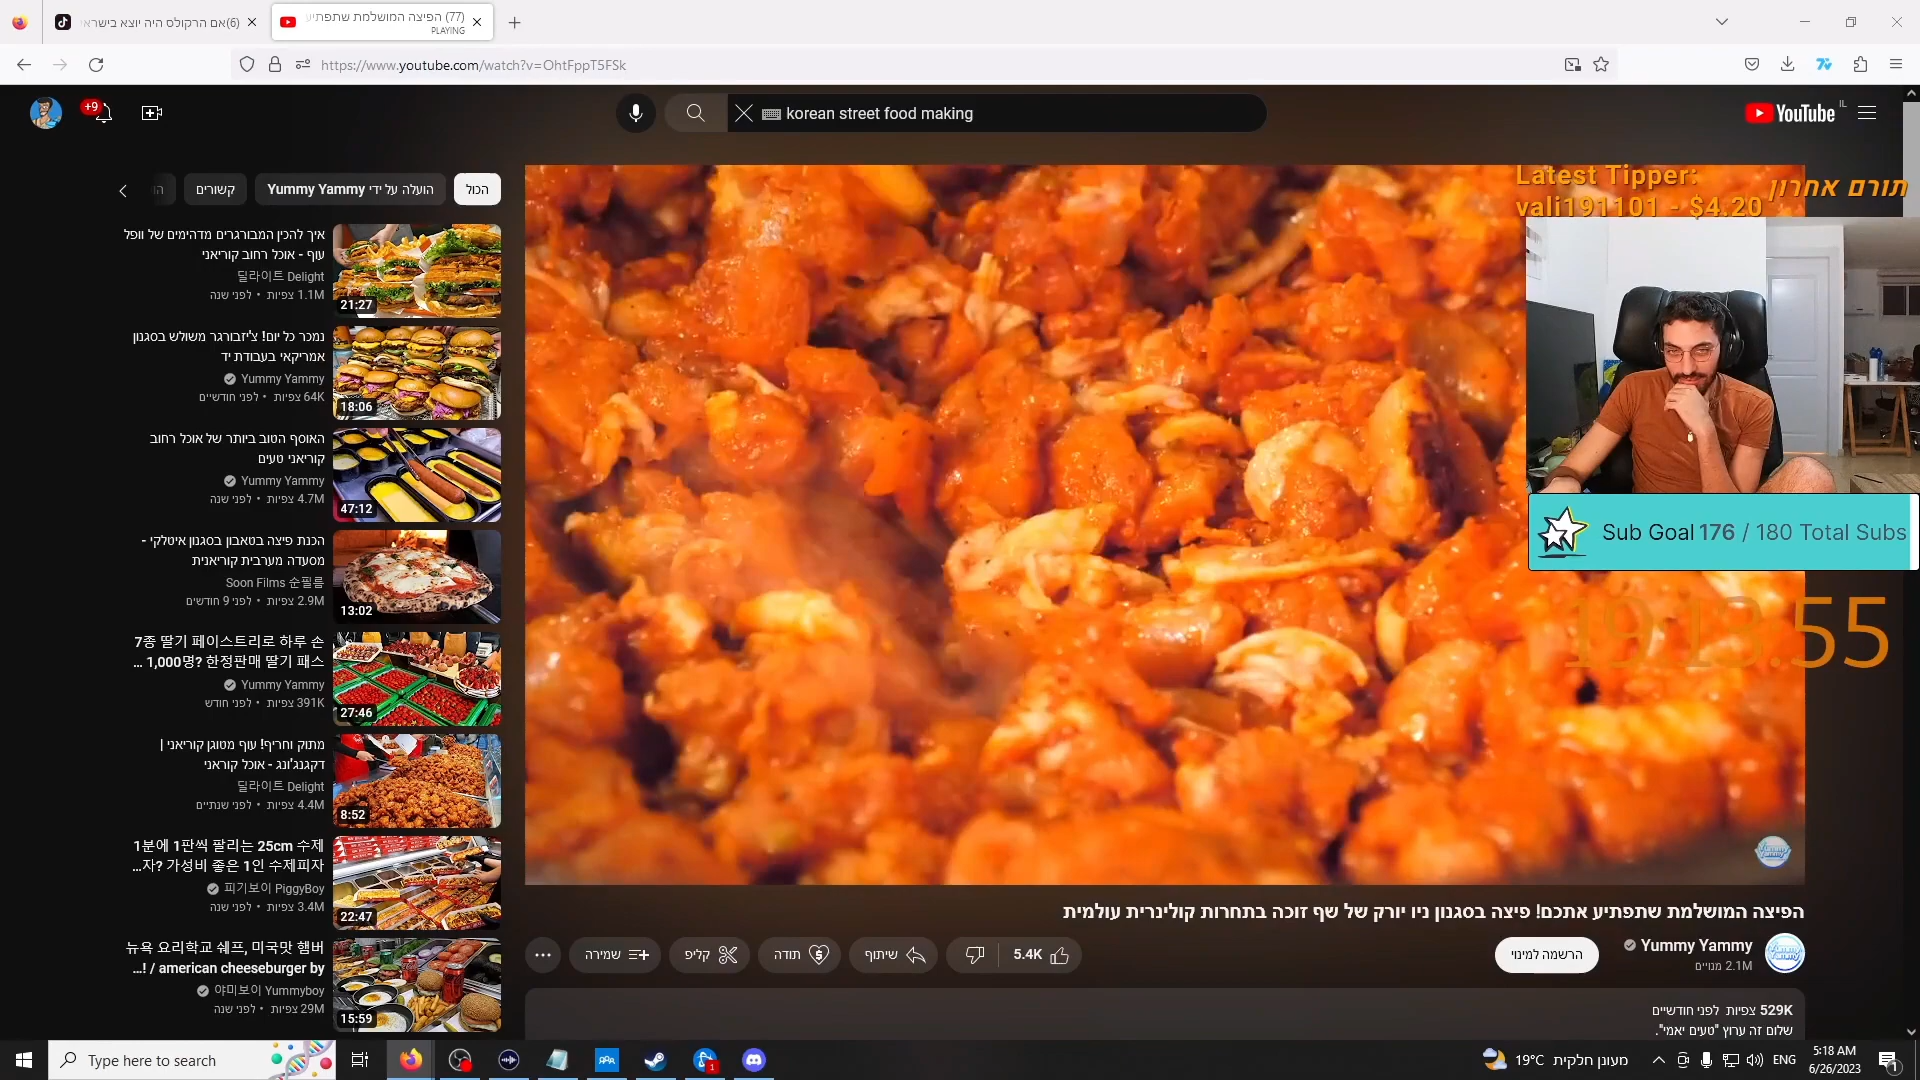 (6)אם הרקולס היה יוצא בישרא
(77) הפיצה המושלמת שתפתיע
PLAYING
https://www.youtube.com/watch?v=OhtFppT5FSk
+9
korean street food making
YouTube
IL
הכול
הועלה על ידי Yummy Yammy
קשורים
איך להכין המבורגרים מדהימים של וופל
עוף - אוכל רחוב קוריאני
딜라이트 Delight
1.1M צפיות • לפני שנה
21:27
נמכר כל יום! צ'יזבורגר משולש בסגנון
אמריקאי בעבודת יד
Yummy Yammy
64K צפיות • לפני חודשיים
18:06
האוסף הטוב ביותר של אוכל רחוב
קוריאני טעים
Yummy Yammy
4.7M צפיות • לפני שנה
47:12
הכנת פיצה בטאבון בסגנון איטלקי -
מסעדה מערבית קוריאנית
Soon Films 순필름
2.9M צפיות • לפני 9 חודשים
13:02
7종 딸기 페이스트리로 하루 손
... 1,000명? 한정판매 딸기 패스
Yummy Yammy
391K צפיות • לפני חודש
27:46
מתוק וחריף! עוף מטוגן קוריאני |
דקגנג'ונג - אוכל קוראני
딜라이트 Delight
4.4M צפיות • לפני שנתיים
8:52
1분에 1판씩 팔리는 25cm 수제
...자? 가성비 좋은 1인 수제피자
피기보이 PiggyBoy
3.4M צפיות • לפני שנה
22:47
뉴욕 요리학교 쉐프, 미국맛 햄버
...! / american cheeseburger by
야미보이 Yummyboy
29M צפיות • לפני שנה
15:59
Latest Tipper:
vali191101 - $4.20
תורם אחרון
Sub Goal 176 / 180 Total Subs
19:13.55
הפיצה המושלמת שתפתיע אתכם! פיצה בסגנון ניו יורק של שף זוכה בתחרות קולינרית עולמית
Yummy Yammy
2.1M מנויים
הרשמה למינוי
5.4K
שיתוף
תודה
קליפ
שמירה
529K צפיות לפני חודשיים
שלום זה ערוץ "טעים יאמי".
Type here to search
1
19°C מעונן חלקית
ENG
5:18 AM
6/26/2023
1